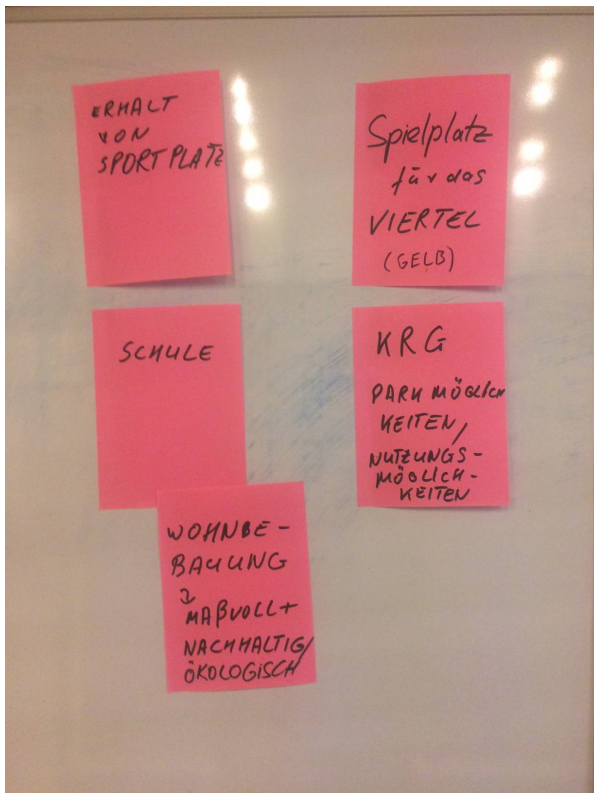 ERHALT
VON
SPORTPLATZ
Spielplatz
für das
VIERTEL
(GELB)
SCHULE
KRG
PARKMÖGLICH
KEITEN,
NUTZUNGS-
MÖGLICH-
KEITEN
WOHNBE-
BAUUNG
MAßVOLL+
NACHHALTIG/
ÖKOLOGISCH